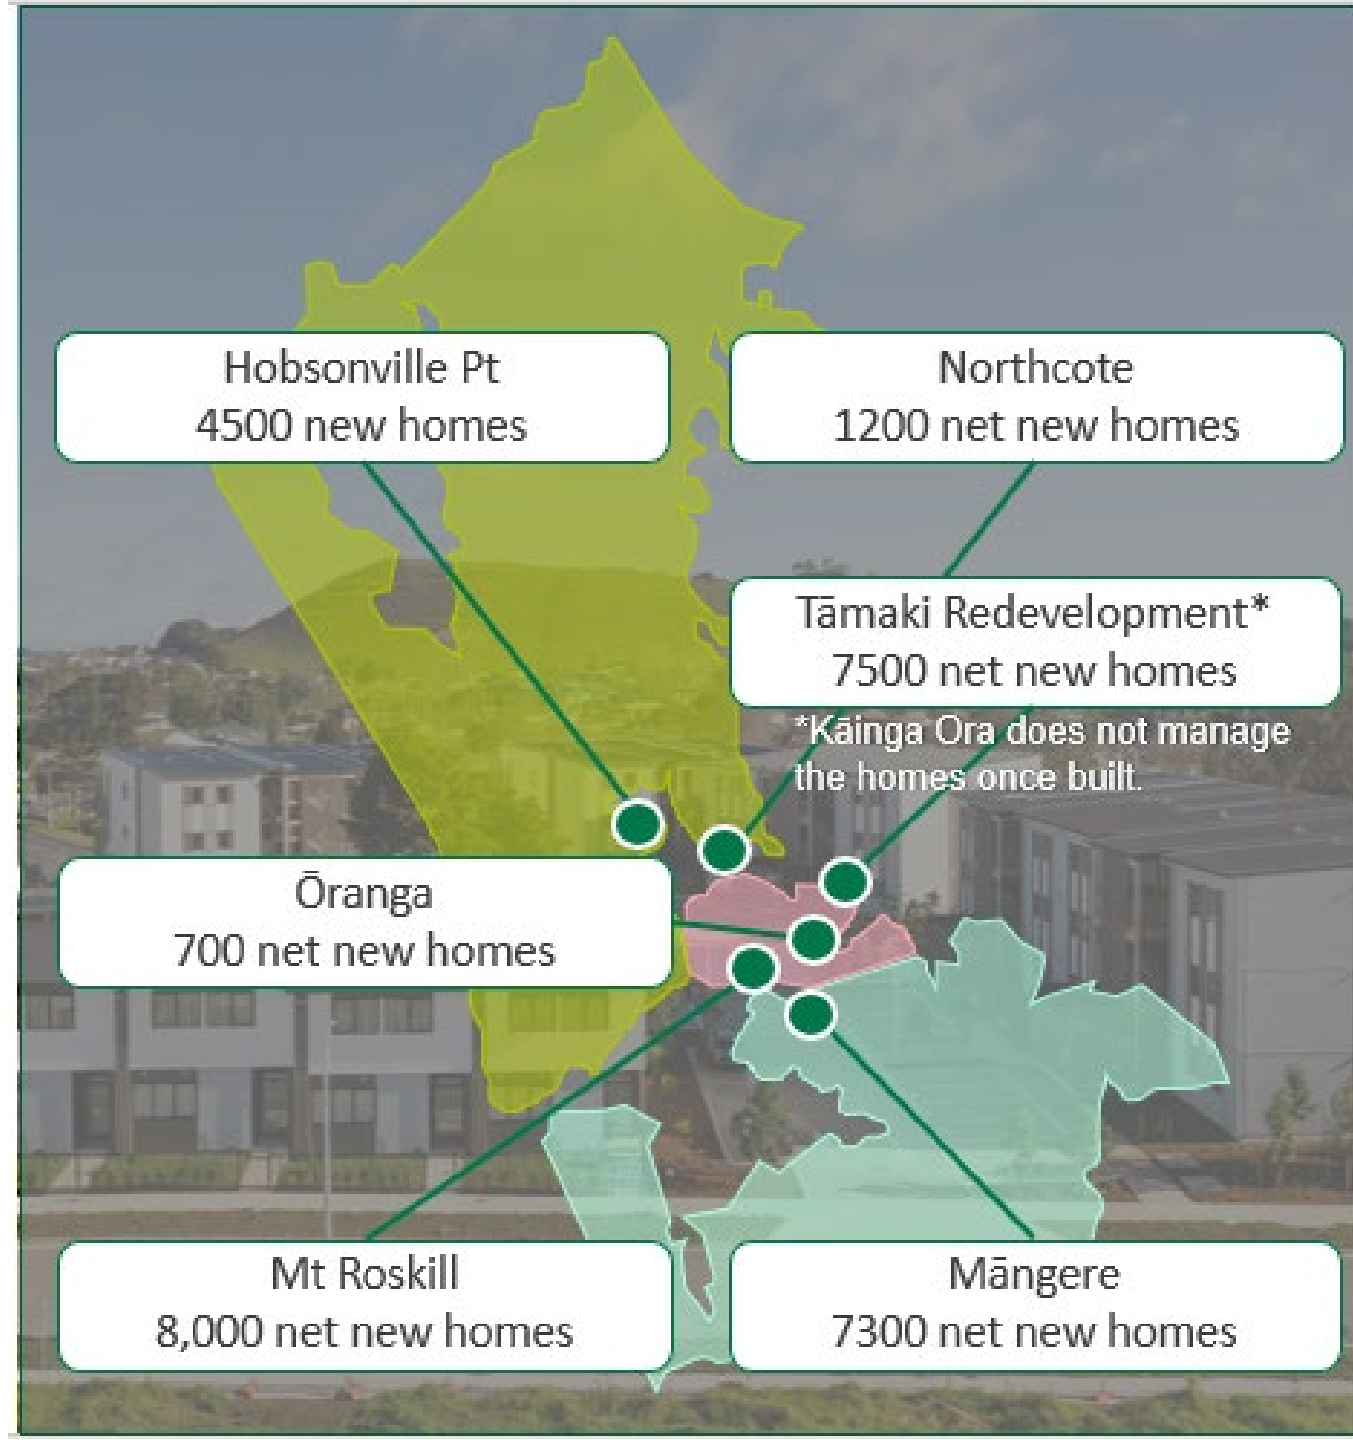 Hobsonville Pt
4500 new homes
Northcote
1200 net new homes
Tāmaki Redevelopment*
7500 net new homes
*Kāinga Ora does not manage
the homes once built.
Ōranga
700 net new homes
Mt Roskill
8,000 net new homes
Māngere
7300 net new homes